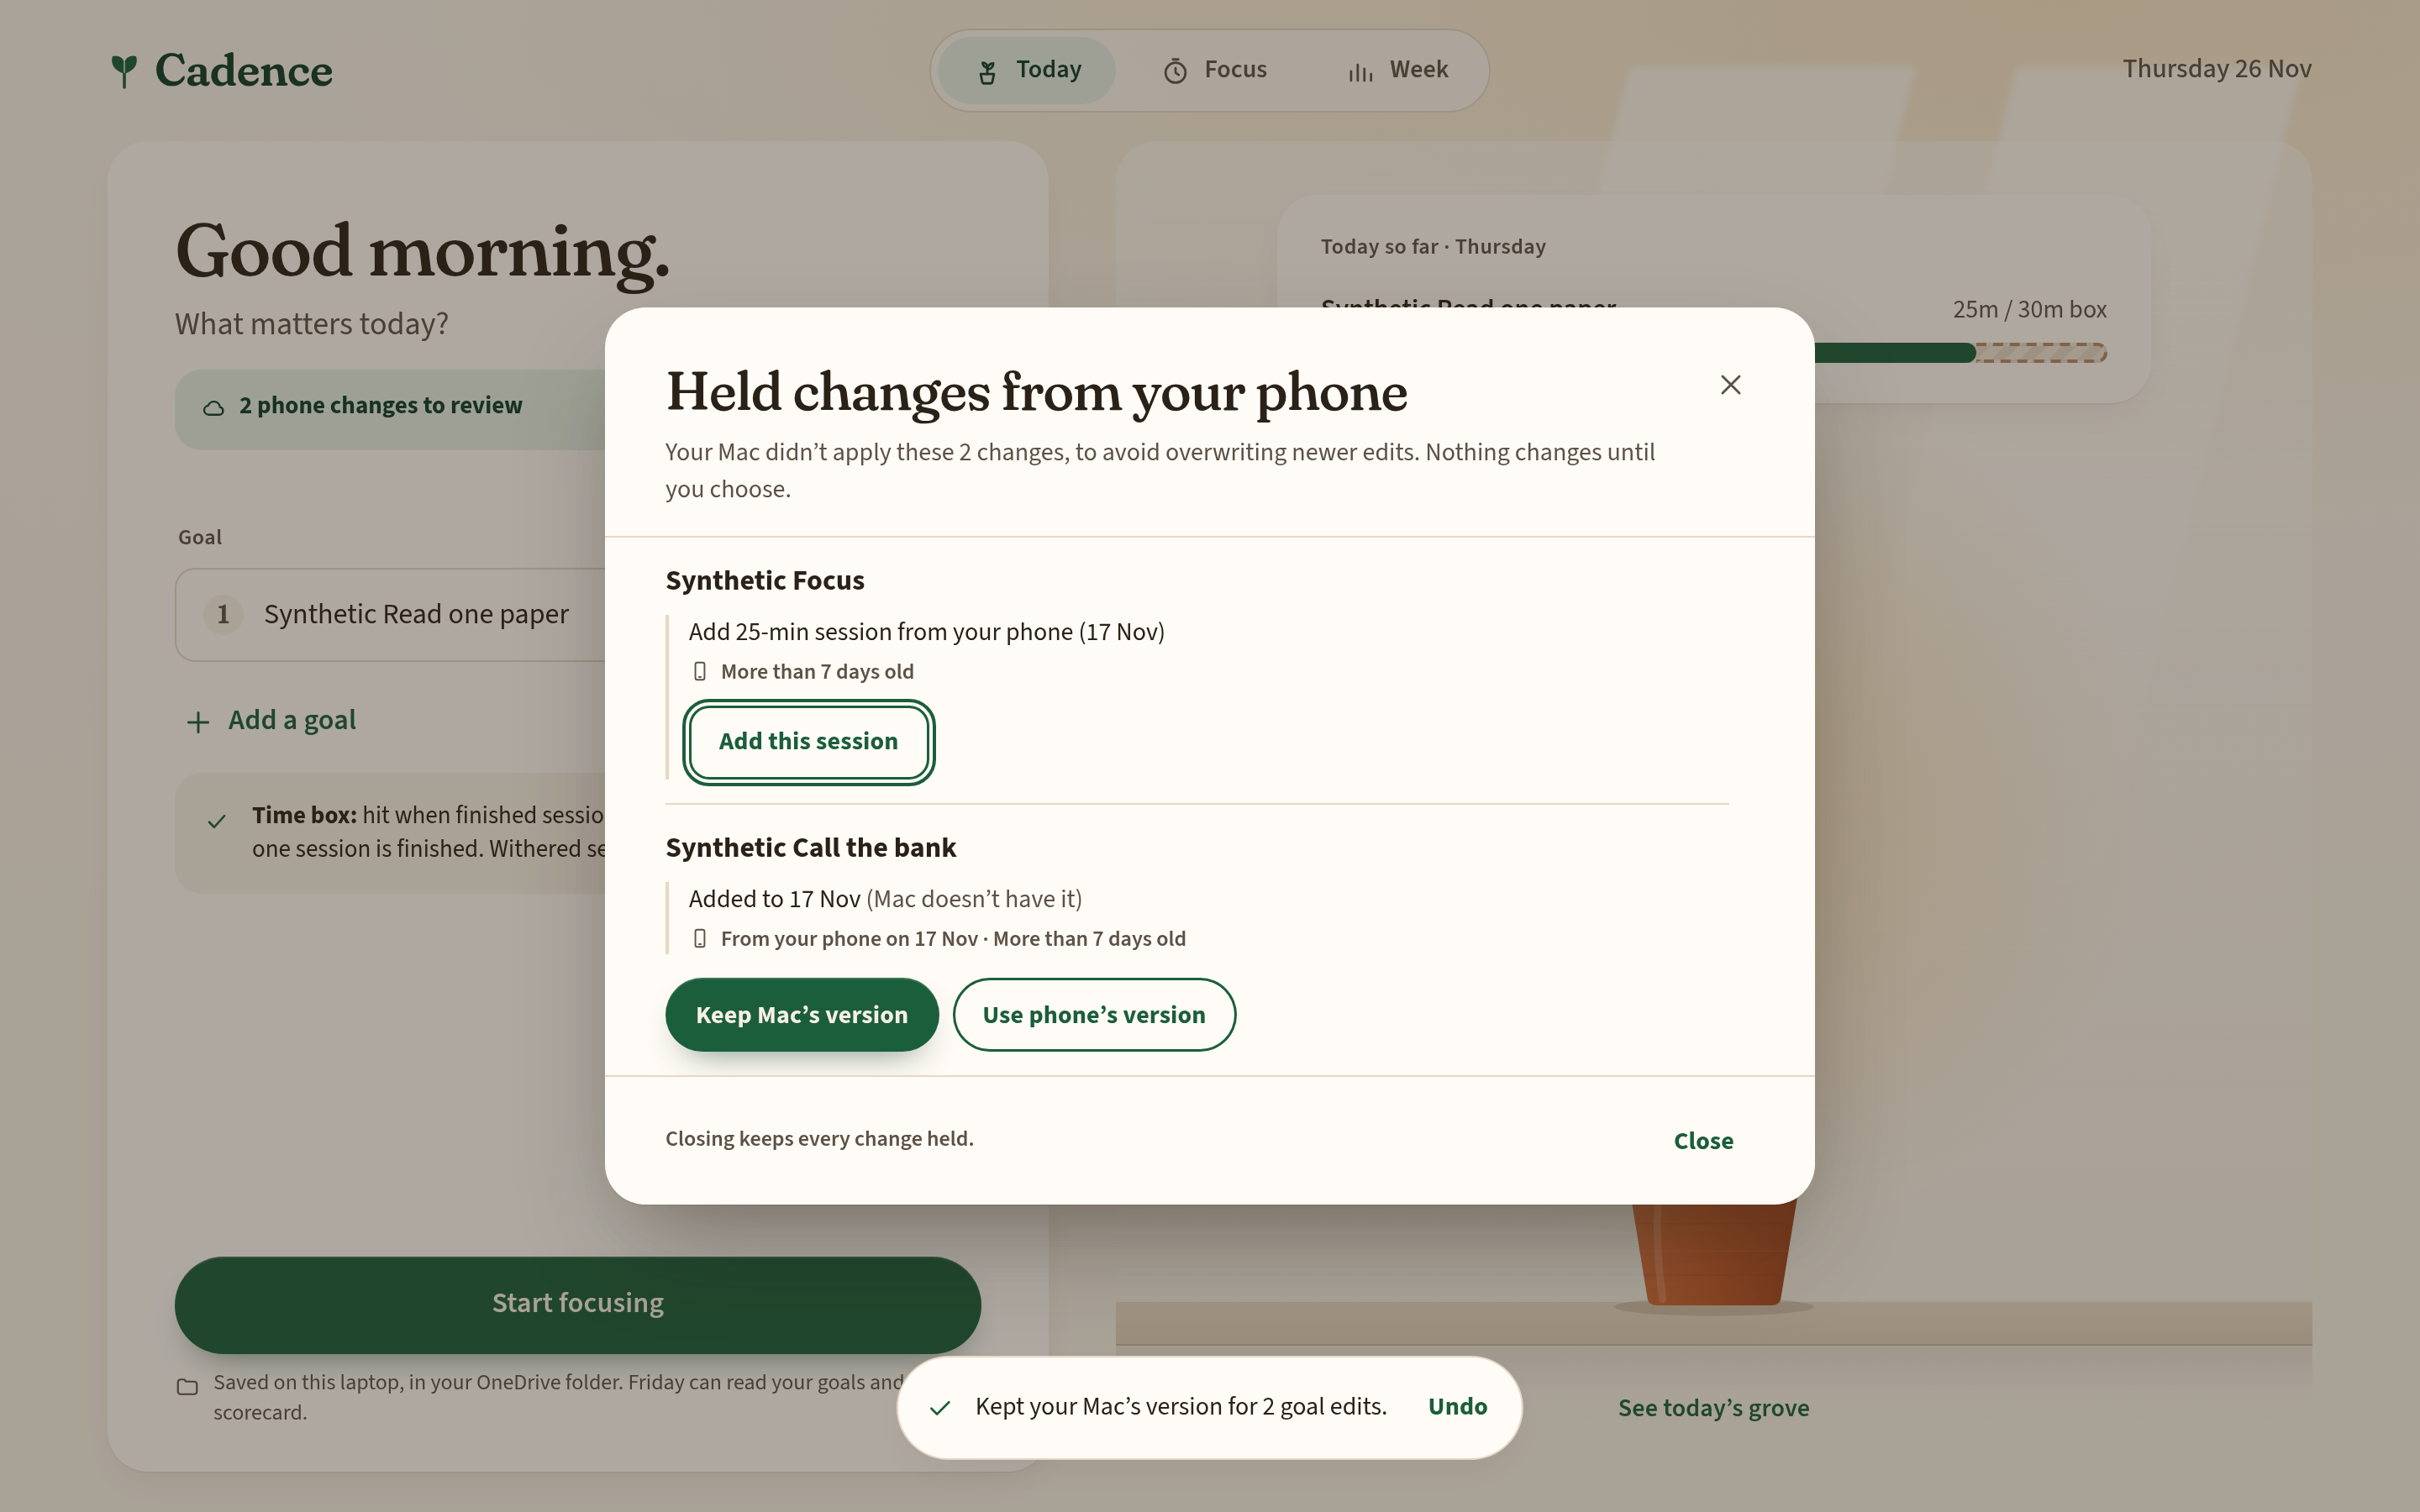 Cadence
Today
Focus
Week
Thursday 26 Nov
Good morning.
What matters today?
2 phone changes to review
Goal
1 Synthetic Read one paper
Add a goal
Time box: hit when finished sessio
one session is finished. Withered se
Start focusing
Saved on this laptop, in your OneDrive folder. Friday can read your goals and
scorecard.
Today so far · Thursday
Synthetic Read one paper
25m / 30m box
Held changes from your phone
Your Mac didn’t apply these 2 changes, to avoid overwriting newer edits. Nothing changes until
you choose.
Synthetic Focus
Add 25-min session from your phone (17 Nov)
More than 7 days old
Add this session
Synthetic Call the bank
Added to 17 Nov (Mac doesn’t have it)
From your phone on 17 Nov · More than 7 days old
Keep Mac’s version
Use phone’s version
Closing keeps every change held.
Close
Kept your Mac’s version for 2 goal edits.
Undo
See today’s grove